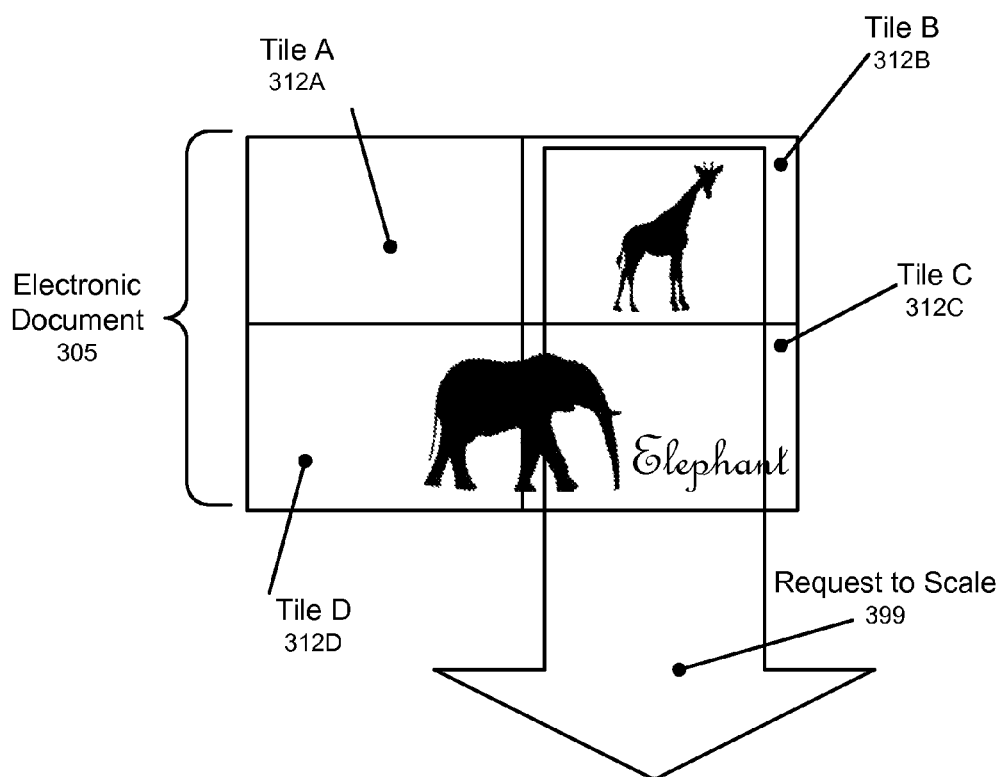 Tile A
312A
Tile B
312B
Electronic
Document
305
Tile C
312C
Elephant
Tile D
312D
Request to Scale
399